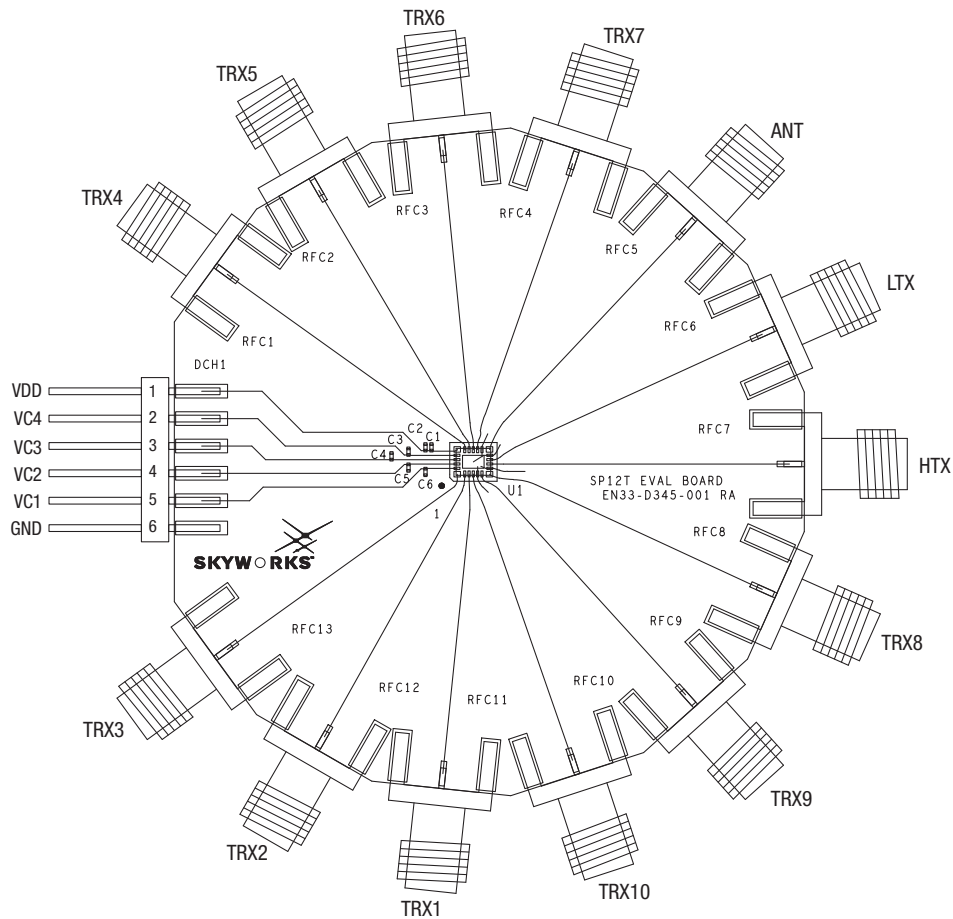 TRX6
TRX7
TRX5
ANT
TRX4
RFC3
RFC4
RFC2
RFC5
LTX
RFC6
RFC1
DCH1
VDD 1
VC4 2
VC3 3
VC2 4
VC1 5
GND 6
C2
C1
C3
C4
C5
C6
U1
1
RFC7
HTX
SP12T EVAL BOARD
EN33-D345-001 RA
RFC8
SKYWORKS
RFC13
RFC9
TRX8
RFC12
RFC11
RFC10
TRX3
TRX9
TRX2
TRX1
TRX10